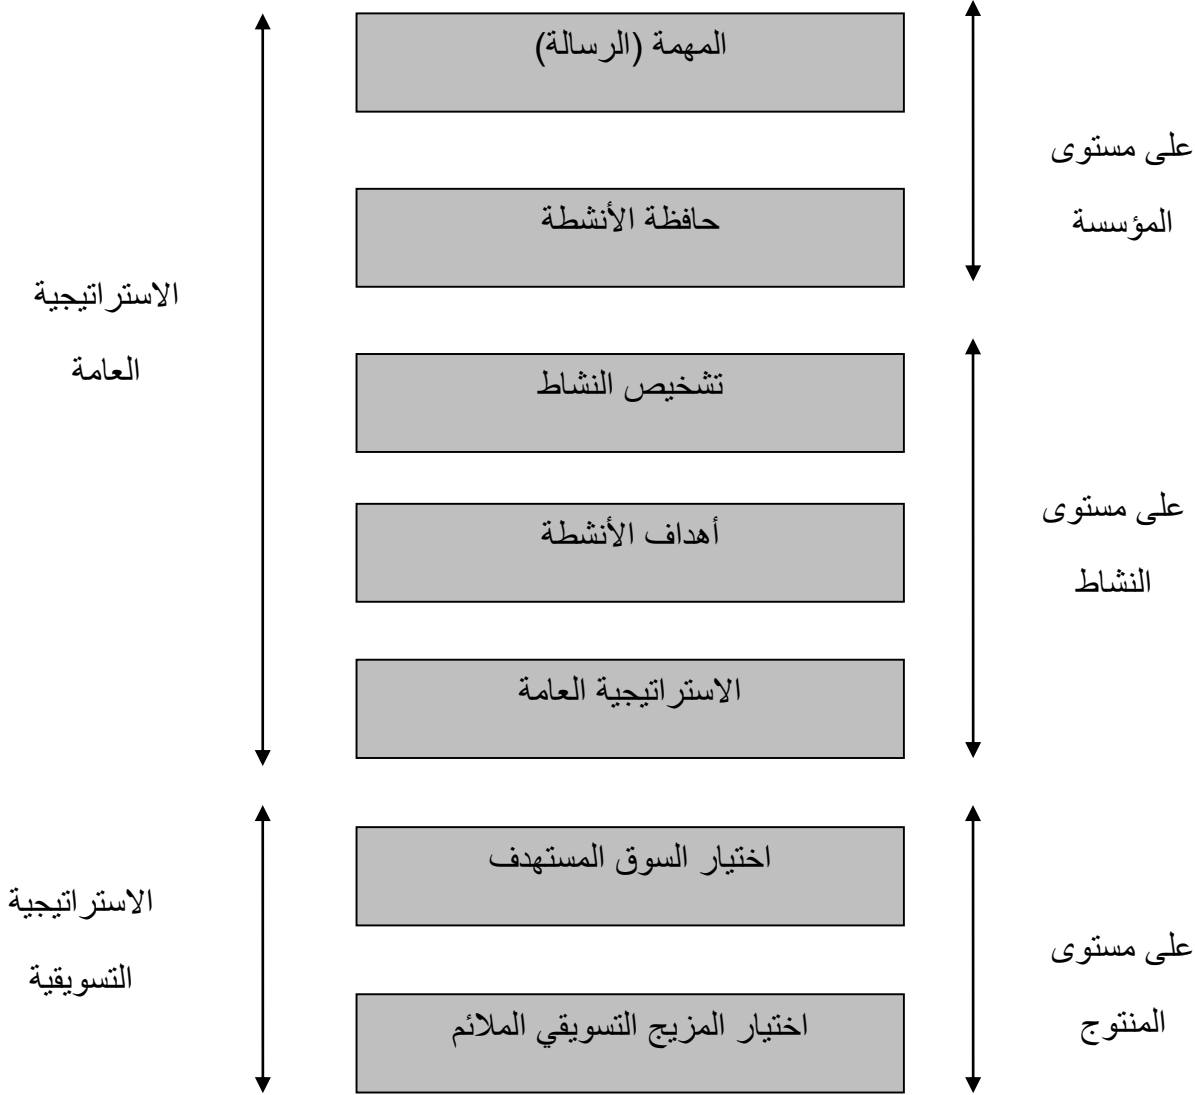 المهمة (الرسالة)
على مستوى
المؤسسة
حافظة الأنشطة
الاستراتيجية
العامة
تشخيص النشاط
على مستوى
النشاط
أهداف الأنشطة
الاستراتيجية العامة
اختيار السوق المستهدف
الاستراتيجية
التسويقية
على مستوى
المنتوج
اختيار المزيج التسويقي الملائم